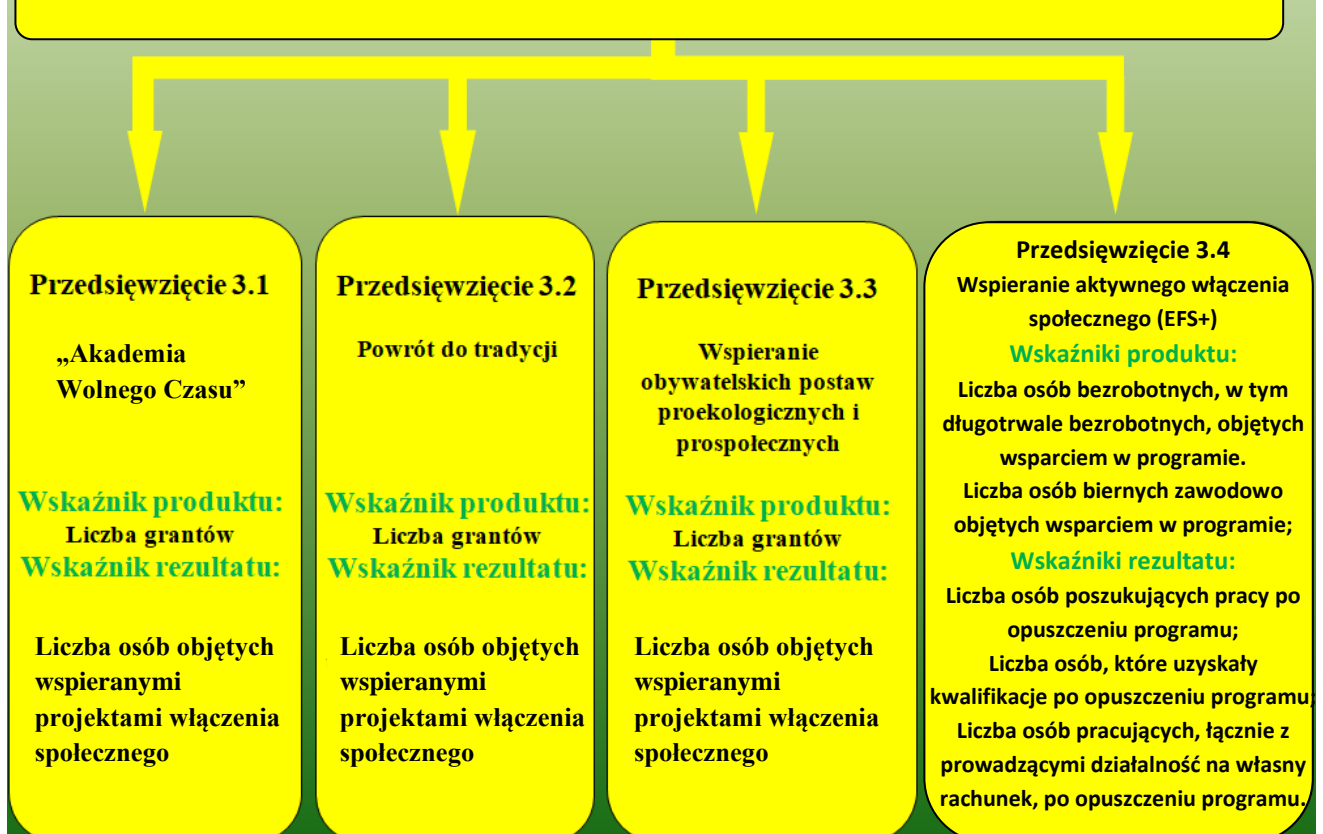 Przedsięwzięcie 3.1
„Akademia
Wolnego Czasu”
Wskaźnik produktu:
Liczba grantów
Wskaźnik rezultatu:
Liczba osób objętych
wspieranymi
projektami włączenia
społecznego
Przedsięwzięcie 3.2
Powrót do tradycji
Wskaźnik produktu:
Liczba grantów
Wskaźnik rezultatu:
Liczba osób objętych
wspieranymi
projektami włączenia
społecznego
Przedsięwzięcie 3.3
Wspieranie
obywatelskich postaw
proekologicznych i
prospołecznych
Wskaźnik produktu:
Liczba grantów
Wskaźnik rezultatu:
Liczba osób objętych
wspieranymi
projektami włączenia
społecznego
Przedsięwzięcie 3.4
Wspieranie aktywnego włączenia
społecznego (EFS+)
Wskaźniki produktu:
Liczba osób bezrobotnych, w tym
długotrwale bezrobotnych, objętych
wsparciem w programie.
Liczba osób biernych zawodowo
objętych wsparciem w programie;
Wskaźniki rezultatu:
Liczba osób poszukujących pracy po
opuszczeniu programu;
Liczba osób, które uzyskały
kwalifikacje po opuszczeniu programu;
Liczba osób pracujących, łącznie z
prowadzącymi działalność na własny
rachunek, po opuszczeniu programu.